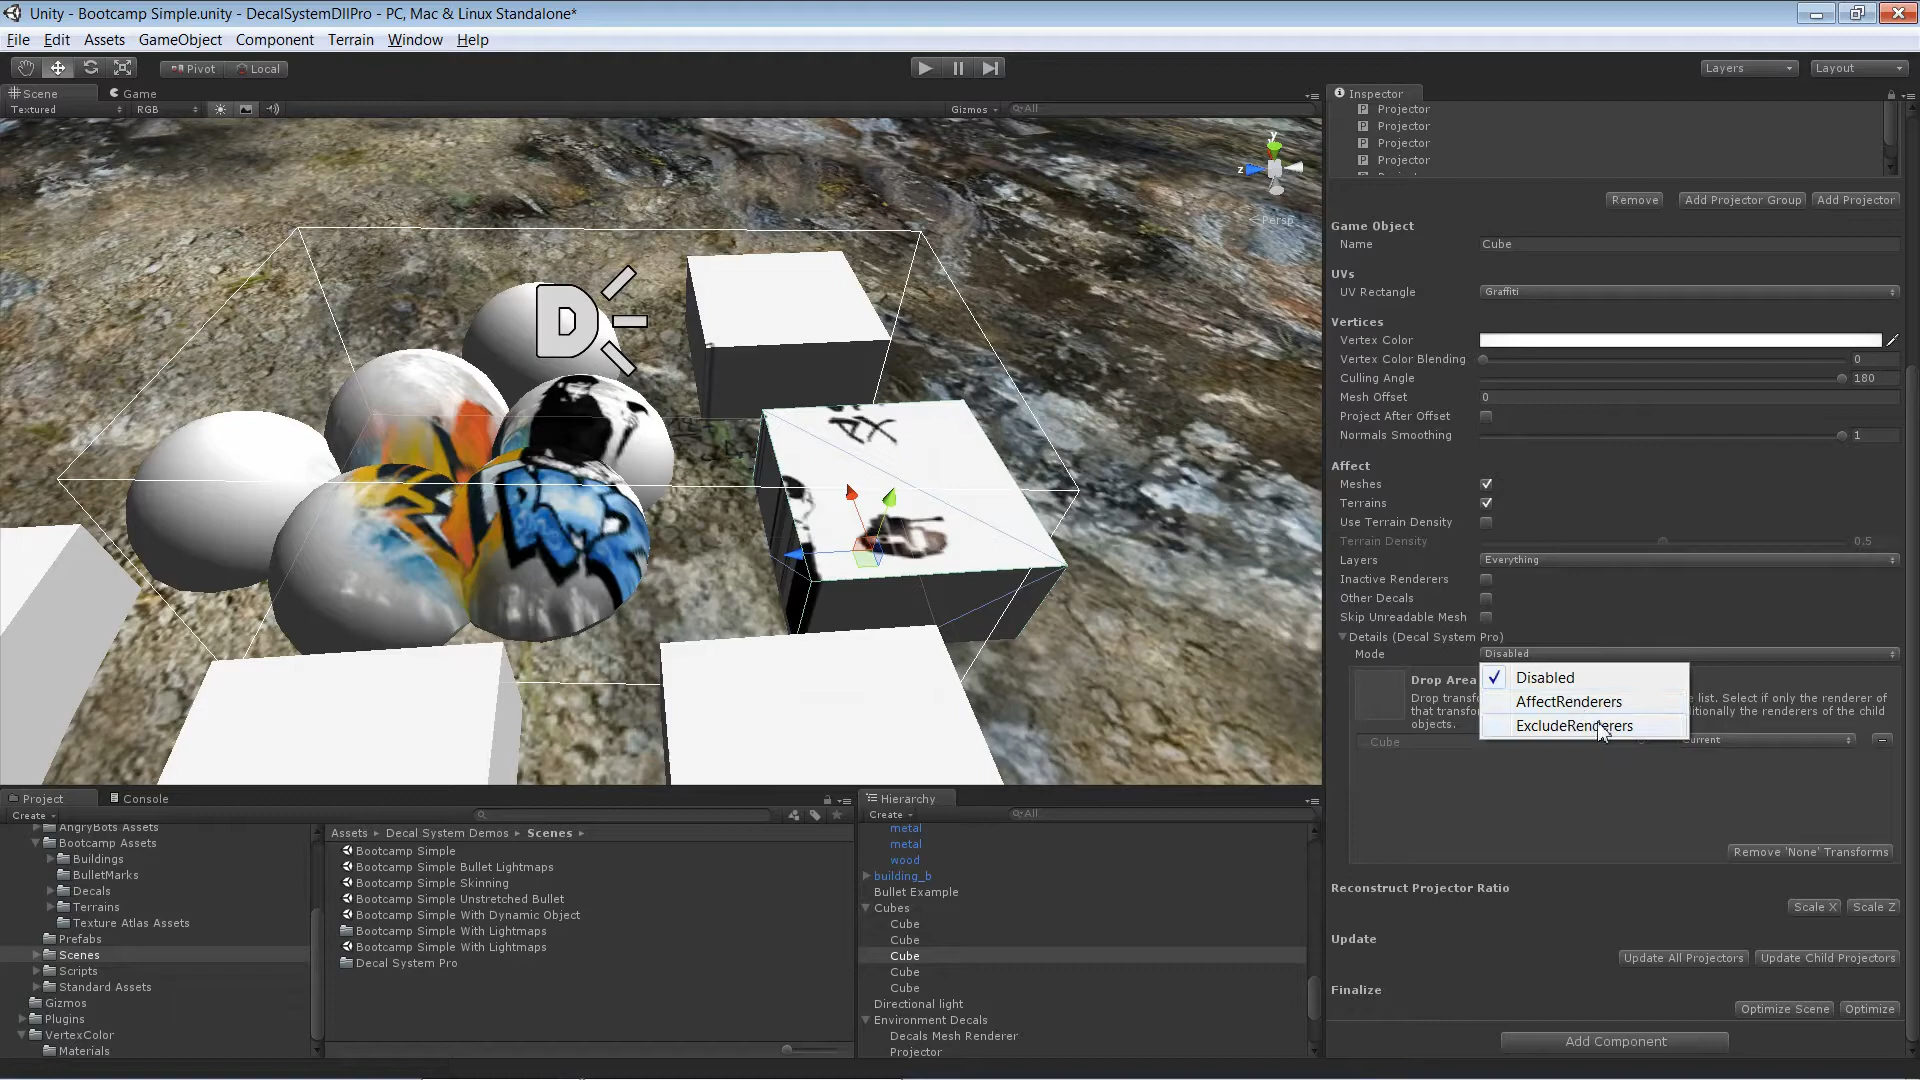 Unity - Bootcamp Simple.unity - DecalSystemDllPro - PC, Mac & Linux Standalone*
File Edit Assets GameObject Component Terrain Window Help
Pivot Local Layers Layout
Scene Game
Textured RGB Gizmos All
y
z
Persp
Inspector
Projector
Projector
Projector
Projector
Remove Add Projector Group Add Projector
Game Object
Name Cube
UVs
UV Rectangle Graffiti
Vertices
Vertex Color
Vertex Color Blending 0
Culling Angle 180
Mesh Offset 0
Project After Offset
Normals Smoothing 1
Affect
Meshes
Terrains
Use Terrain Density
Terrain Density 0.5
Layers Everything
Inactive Renderers
Other Decals
Skip Unreadable Mesh
Details (Decal System Pro)
Mode Disabled
Disabled
AffectRenderers
ExcludeRenderers
Drop Area
Drop transf list. Select if only the renderer of
that transfo itionally the renderers of the child
objects.
Cube Current
Remove 'None' Transforms
Reconstruct Projector Ratio
Scale X Scale Z
Update
Update All Projectors Update Child Projectors
Finalize
Optimize Scene Optimize
Add Component
Project Console
Create
AngryBots Assets
Bootcamp Assets
Buildings
BulletMarks
Decals
Terrains
Texture Atlas Assets
Prefabs
Scenes
Scripts
Standard Assets
Gizmos
Plugins
VertexColor
Materials
Assets Decal System Demos Scenes
Bootcamp Simple
Bootcamp Simple Bullet Lightmaps
Bootcamp Simple Skinning
Bootcamp Simple Unstretched Bullet
Bootcamp Simple With Dynamic Object
Bootcamp Simple With Lightmaps
Bootcamp Simple With Lightmaps
Decal System Pro
Hierarchy
Create All
metal
metal
wood
building_b
Bullet Example
Cubes
Cube
Cube
Cube
Cube
Cube
Directional light
Environment Decals
Decals Mesh Renderer
Projector